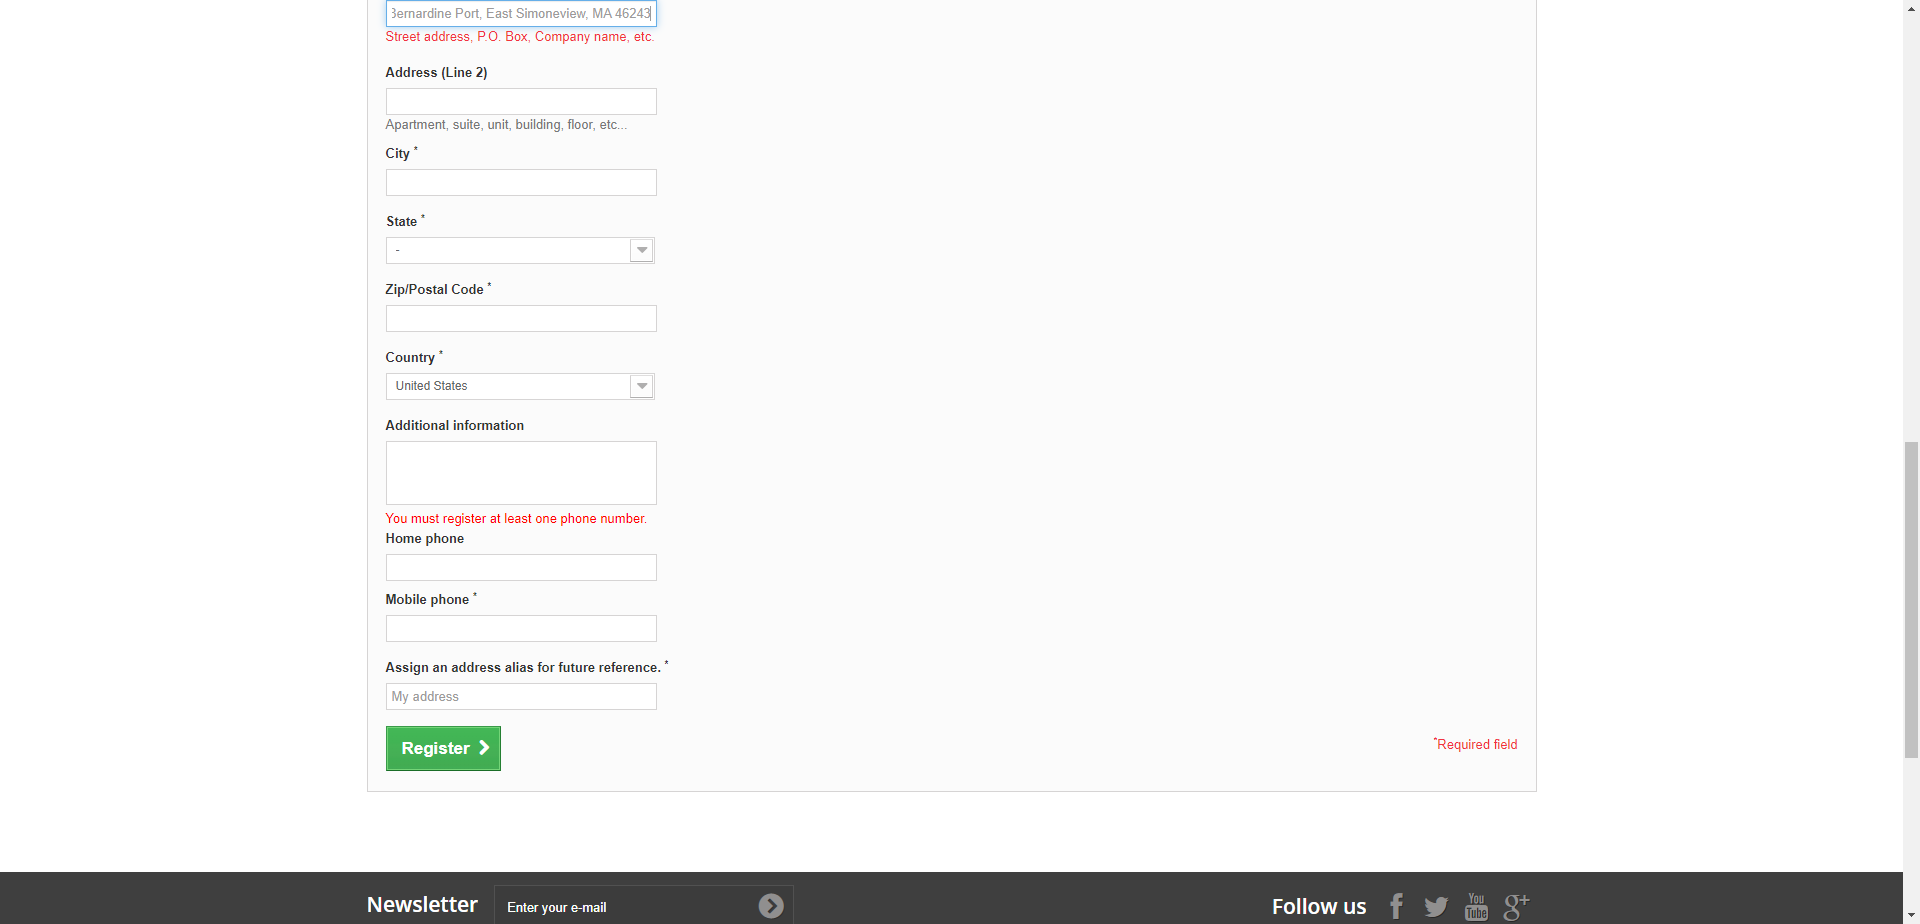 Bernardine Port, East Simoneview, MA 46243
Street address, P.O. Box, Company name, etc.
Address (Line 2)
Apartment, suite, unit, building, floor, etc...
City *
State *
-
Zip/Postal Code *
Country *
United States
Additional information
You must register at least one phone number.
Home phone
Mobile phone *
Assign an address alias for future reference. *
My address
Register
*Required field
Newsletter
Enter your e-mail
Follow us
You
Tube
g+